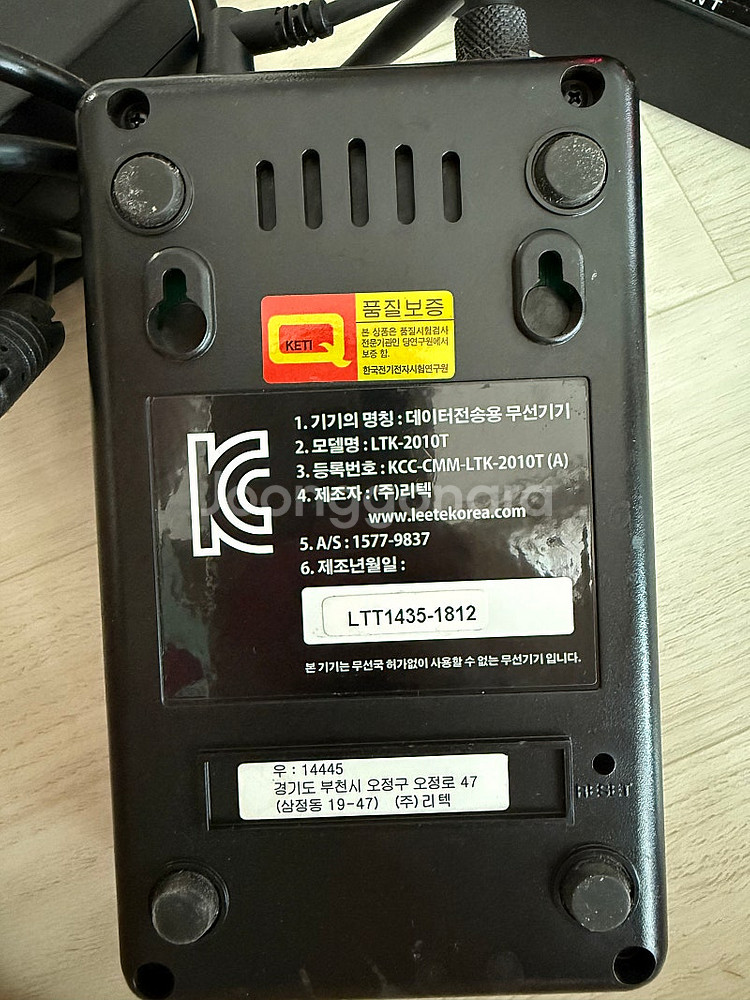 NT
품질보증
KETI Q
본 상품은 품질시험검사
전문기관인 당연구원에서
보증 함.
한국전기전자시험연구원
KC
1. 기기의 명칭 : 데이터전송용 무선기기
2. 모델명 : LTK-2010T
3. 등록번호 : KCC-CMM-LTK-2010T (A)
4. 제조자 : (주)리텍
www.leetekorea.com
joonggonara
5. A/S : 1577-9837
6. 제조년월일 :
LTT1435-1812
본 기기는 무선국 허가없이 사용할 수 없는 무선기기 입니다.
우 : 14445
경기도 부천시 오정구 오정로 47
(삼정동 19-47) (주)리텍
RESET